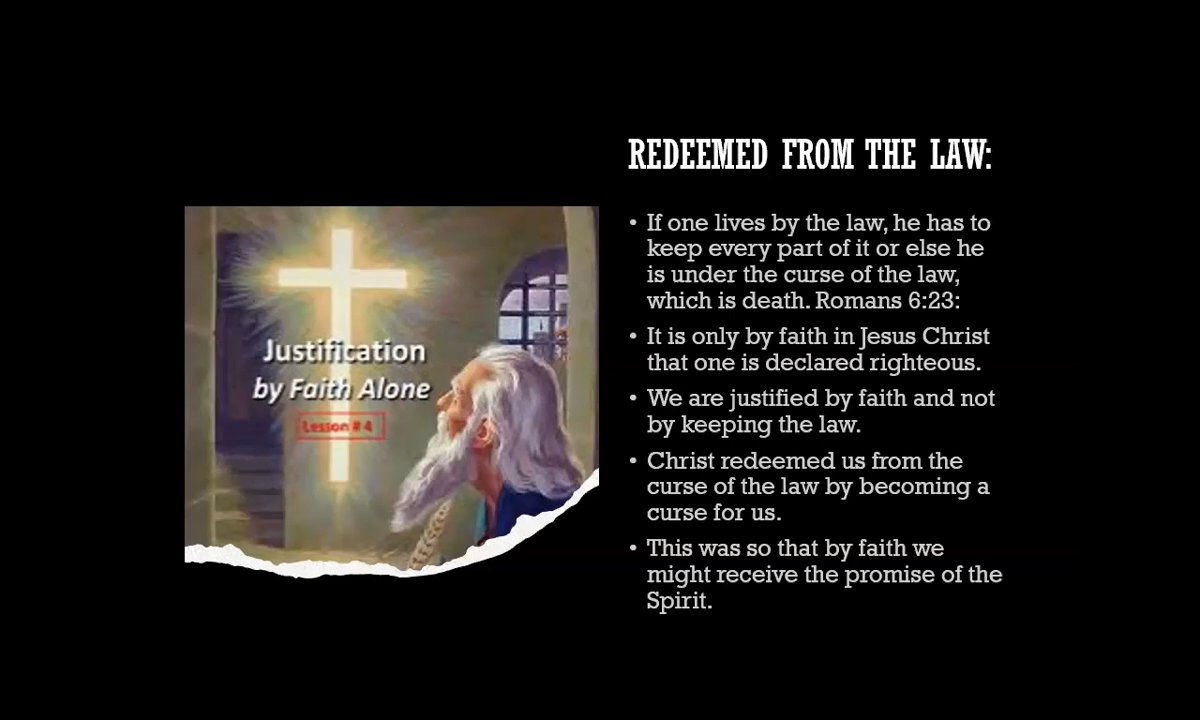 REDEEMED FROM THE LAW:
Justification
by Faith Alone
Lesson # 4
• If one lives by the law, he has to
keep every part of it or else he
is under the curse of the law,
which is death. Romans 6:23:
• It is only by faith in Jesus Christ
that one is declared righteous.
• We are justified by faith and not
by keeping the law.
• Christ redeemed us from the
curse of the law by becoming a
curse for us.
• This was so that by faith we
might receive the promise of the
Spirit.